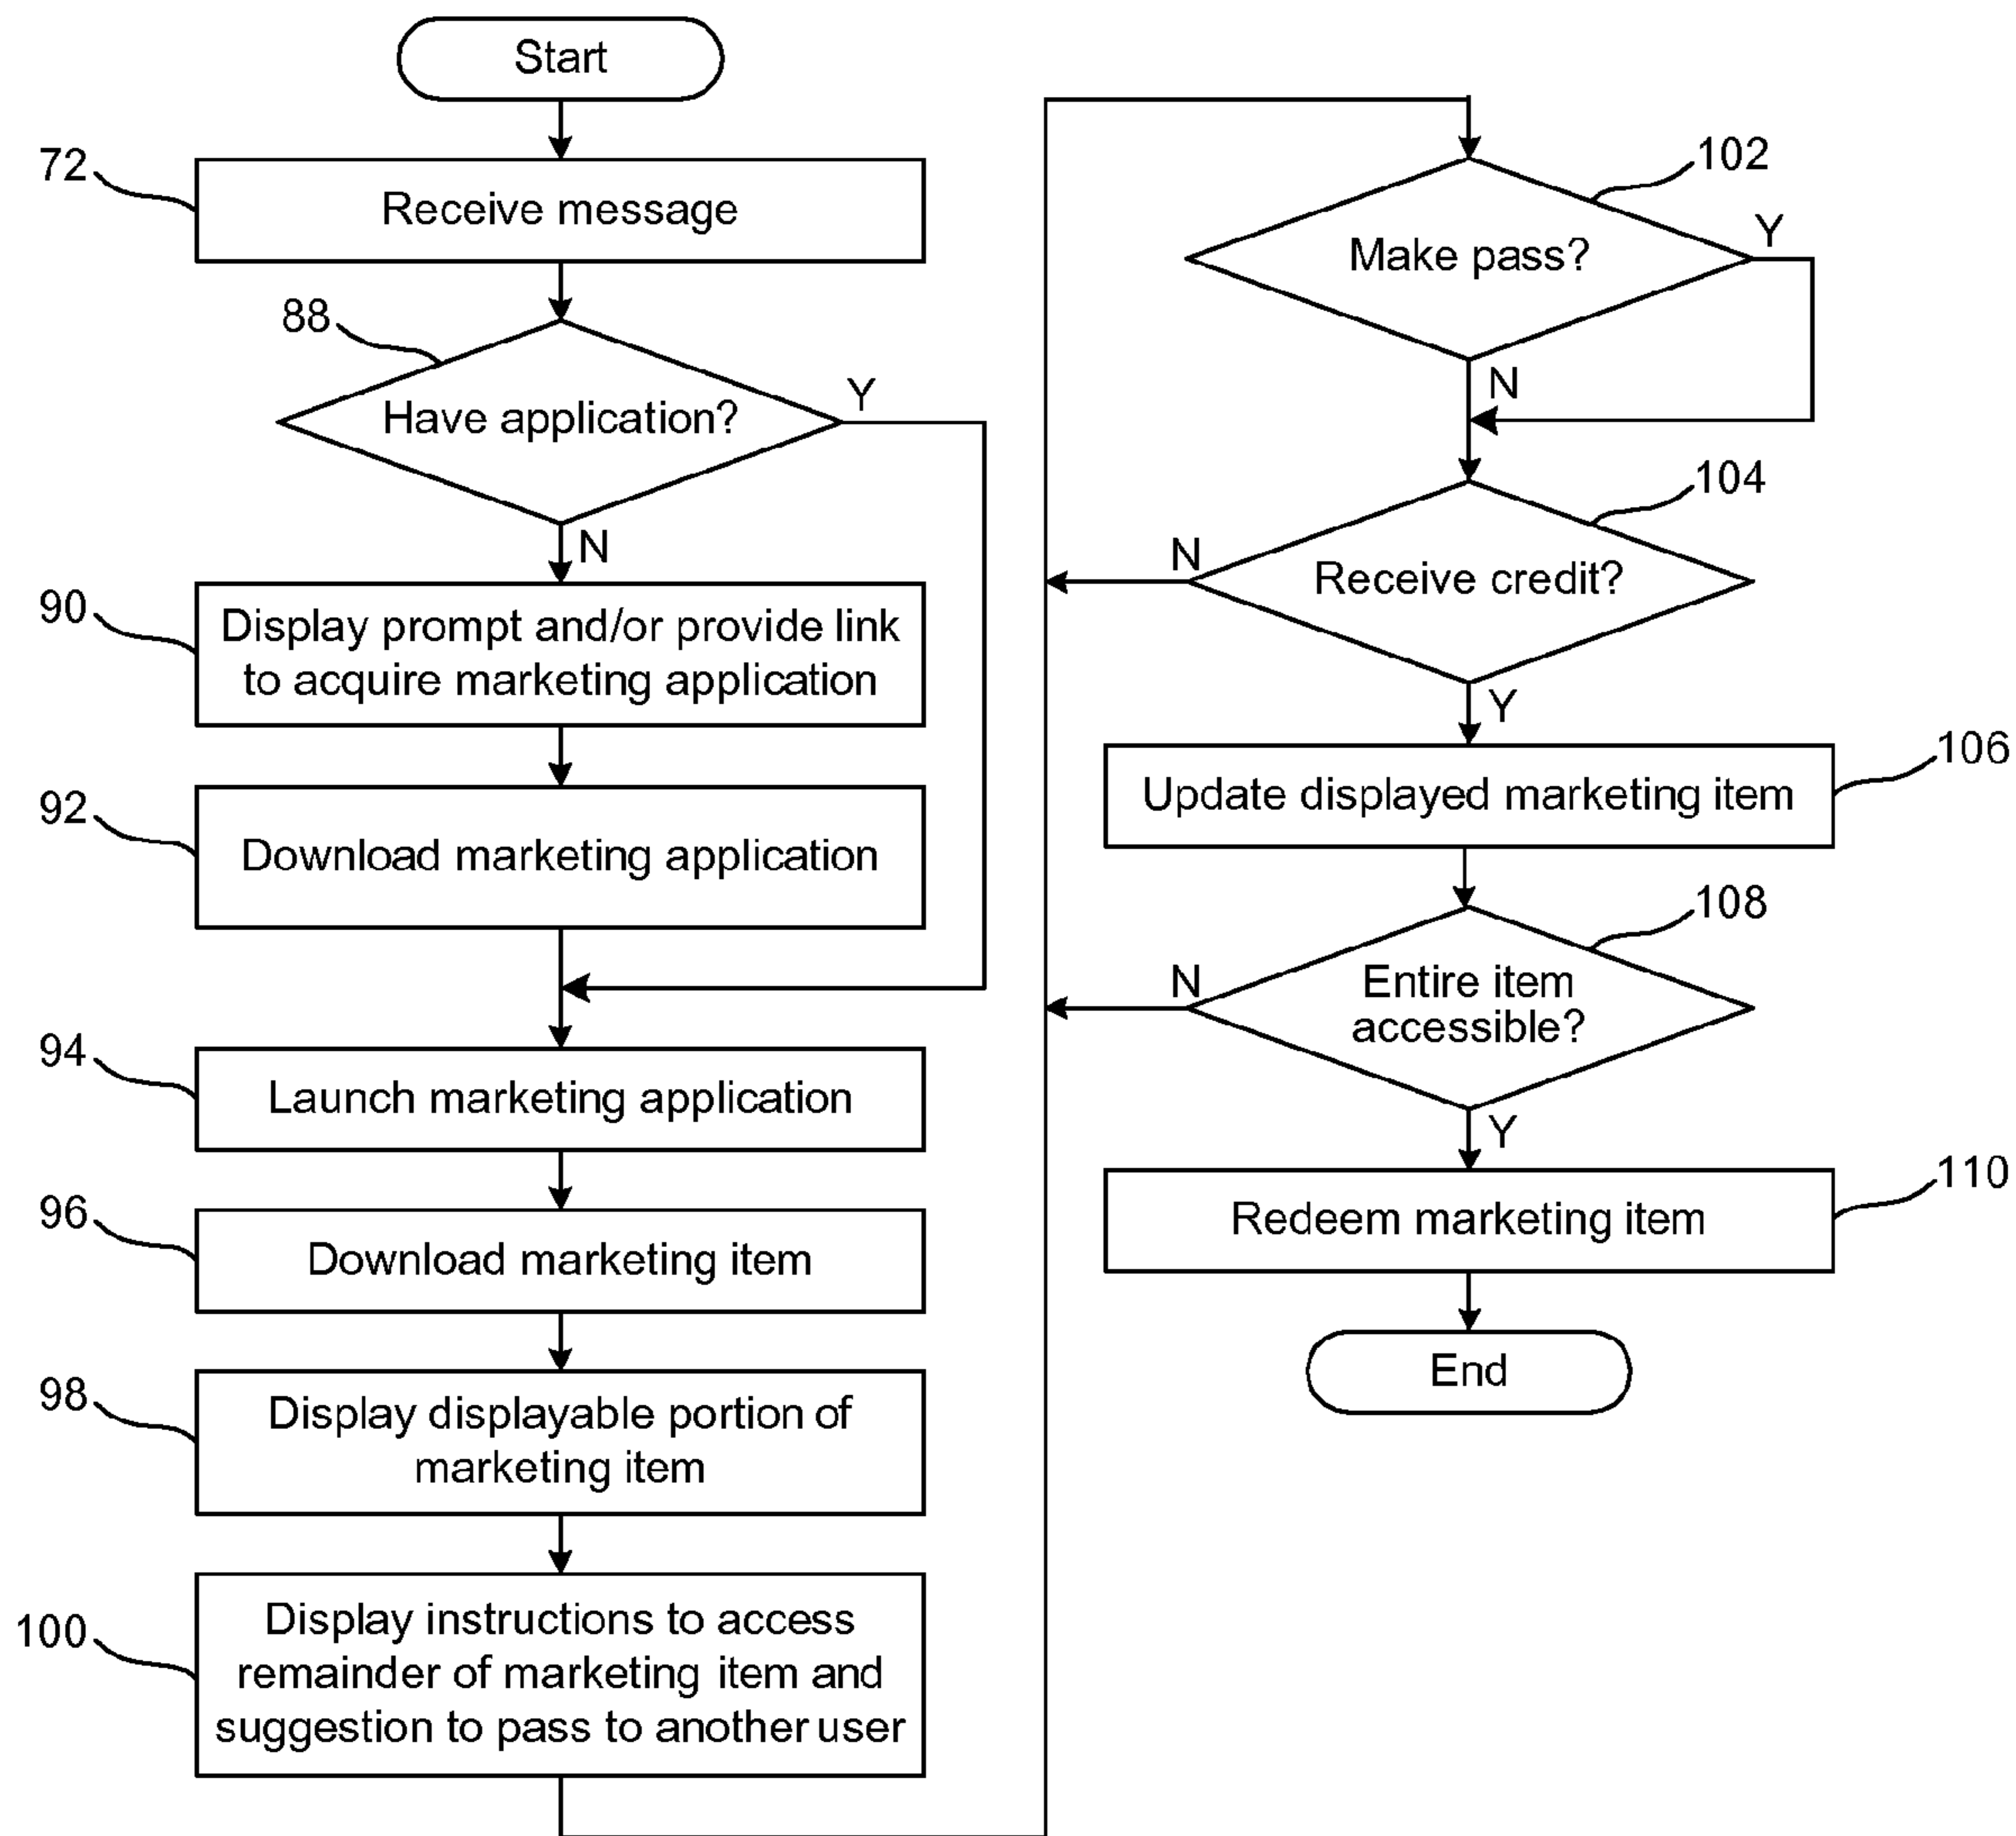 Start
72
Receive message
88
Have application?
Y
N
90
Display prompt and/or provide link
to acquire marketing application
92
Download marketing application
94
Launch marketing application
96
Download marketing item
98
Display displayable portion of
marketing item
100
Display instructions to access
remainder of marketing item and
suggestion to pass to another user
102
Make pass?
Y
N
104
Receive credit?
N
Y
106
Update displayed marketing item
108
Entire item
accessible?
N
Y
110
Redeem marketing item
End